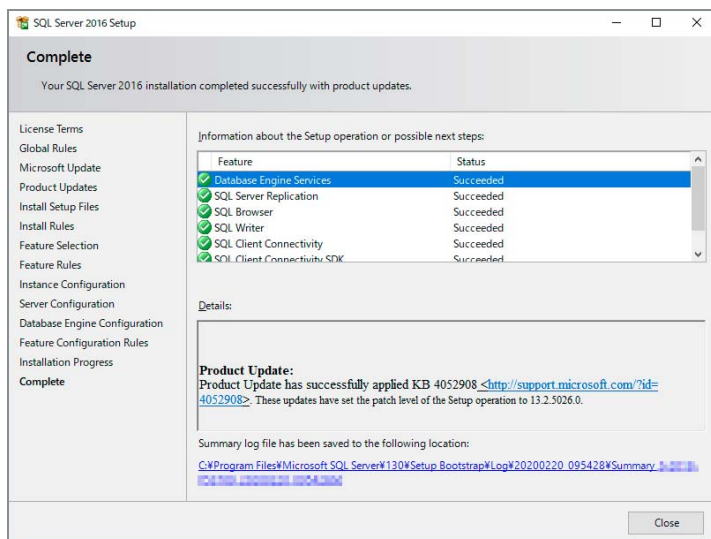 SQL Server 2016 Setup
Complete
Your SQL Server 2016 installation completed successfully with product updates.
License Terms
Global Rules
Microsoft Update
Product Updates
Install Setup Files
Install Rules
Feature Selection
Feature Rules
Instance Configuration
Server Configuration
Database Engine Configuration
Feature Configuration Rules
Installation Progress
Complete
Information about the Setup operation or possible next steps:
Feature Status
Database Engine Services Succeeded
SQL Server Replication Succeeded
SQL Browser Succeeded
SQL Writer Succeeded
SQL Client Connectivity Succeeded
SQL Client Connectivity SDK Succeeded
Details:
Product Update:
Product Update has successfully applied KB 4052908 <http://support.microsoft.com/?id=
4052908>. These updates have set the patch level of the Setup operation to 13.2.5026.0.
Summary log file has been saved to the following location:
C:¥Program Files¥Microsoft SQL Server¥130¥Setup Bootstrap¥Log¥20200220_095428¥Summary_
Close